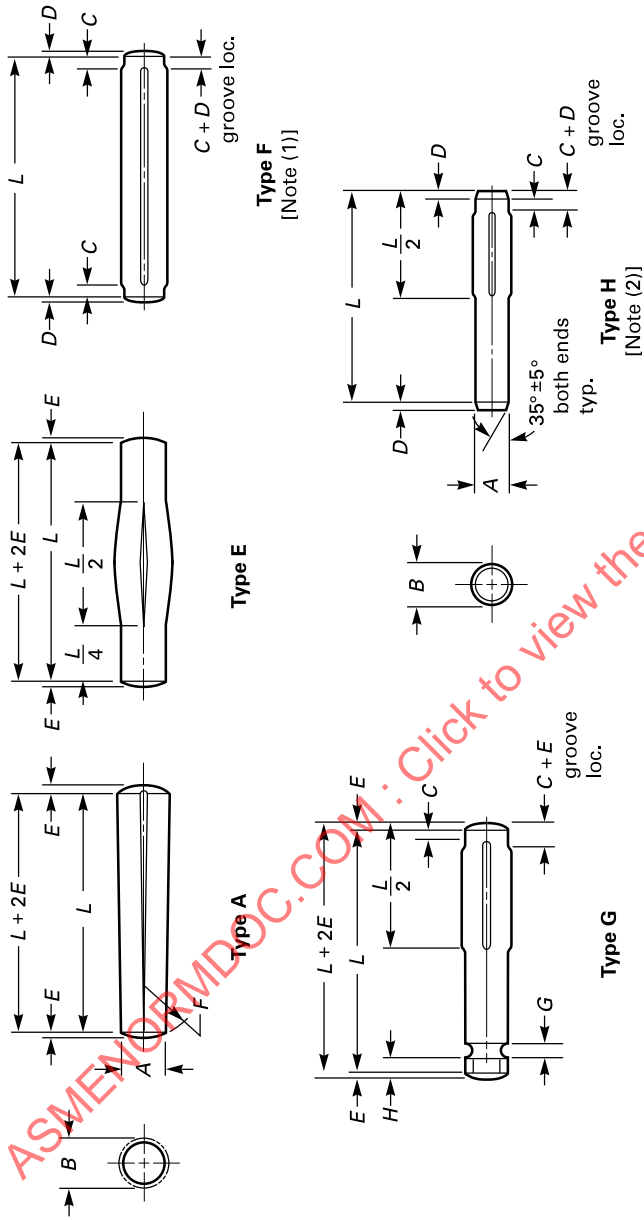 B
A
E
L + 2E
L
E
F
Type A
E
L + 2E
L
L
4
L
2
E
Type E
D
L
C
C
D
C + D
groove loc.
Type F
[Note (1)]
L + 2E
L
L
2
E
H
G
C
E
C + E
groove
loc.
Type G
B
A
D
L
L
2
D
C
C + D
groove
loc.
35° ±5°
both ends
typ.
Type H
[Note (2)]
ASMENORMDOC.COM : Click to view the